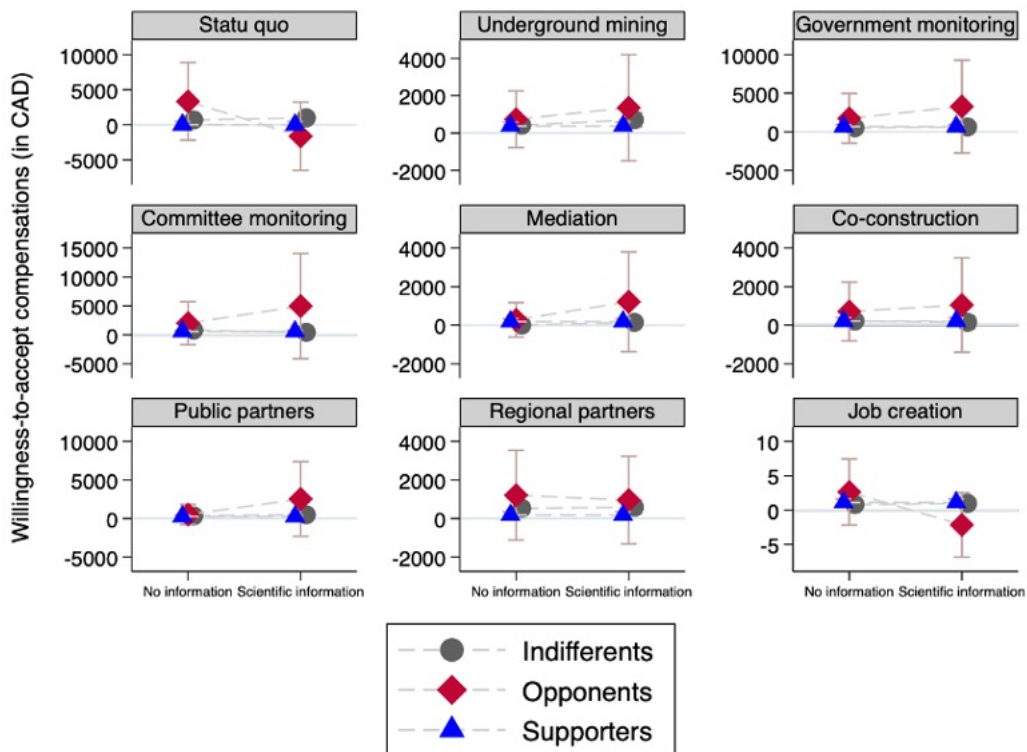 Willingness-to-accept compensations (in CAD)
Statu quo
10000
5000
0
-5000
Underground mining
4000
2000
0
-2000
Government monitoring
10000
5000
0
-5000
Committee monitoring
15000
10000
5000
0
-5000
Mediation
4000
2000
0
-2000
Co-construction
4000
2000
0
-2000
Public partners
10000
5000
0
-5000
No information Scientific information
Regional partners
4000
2000
0
-2000
No information Scientific information
Job creation
10
5
0
-5
No information Scientific information
Indifferents
Opponents
Supporters